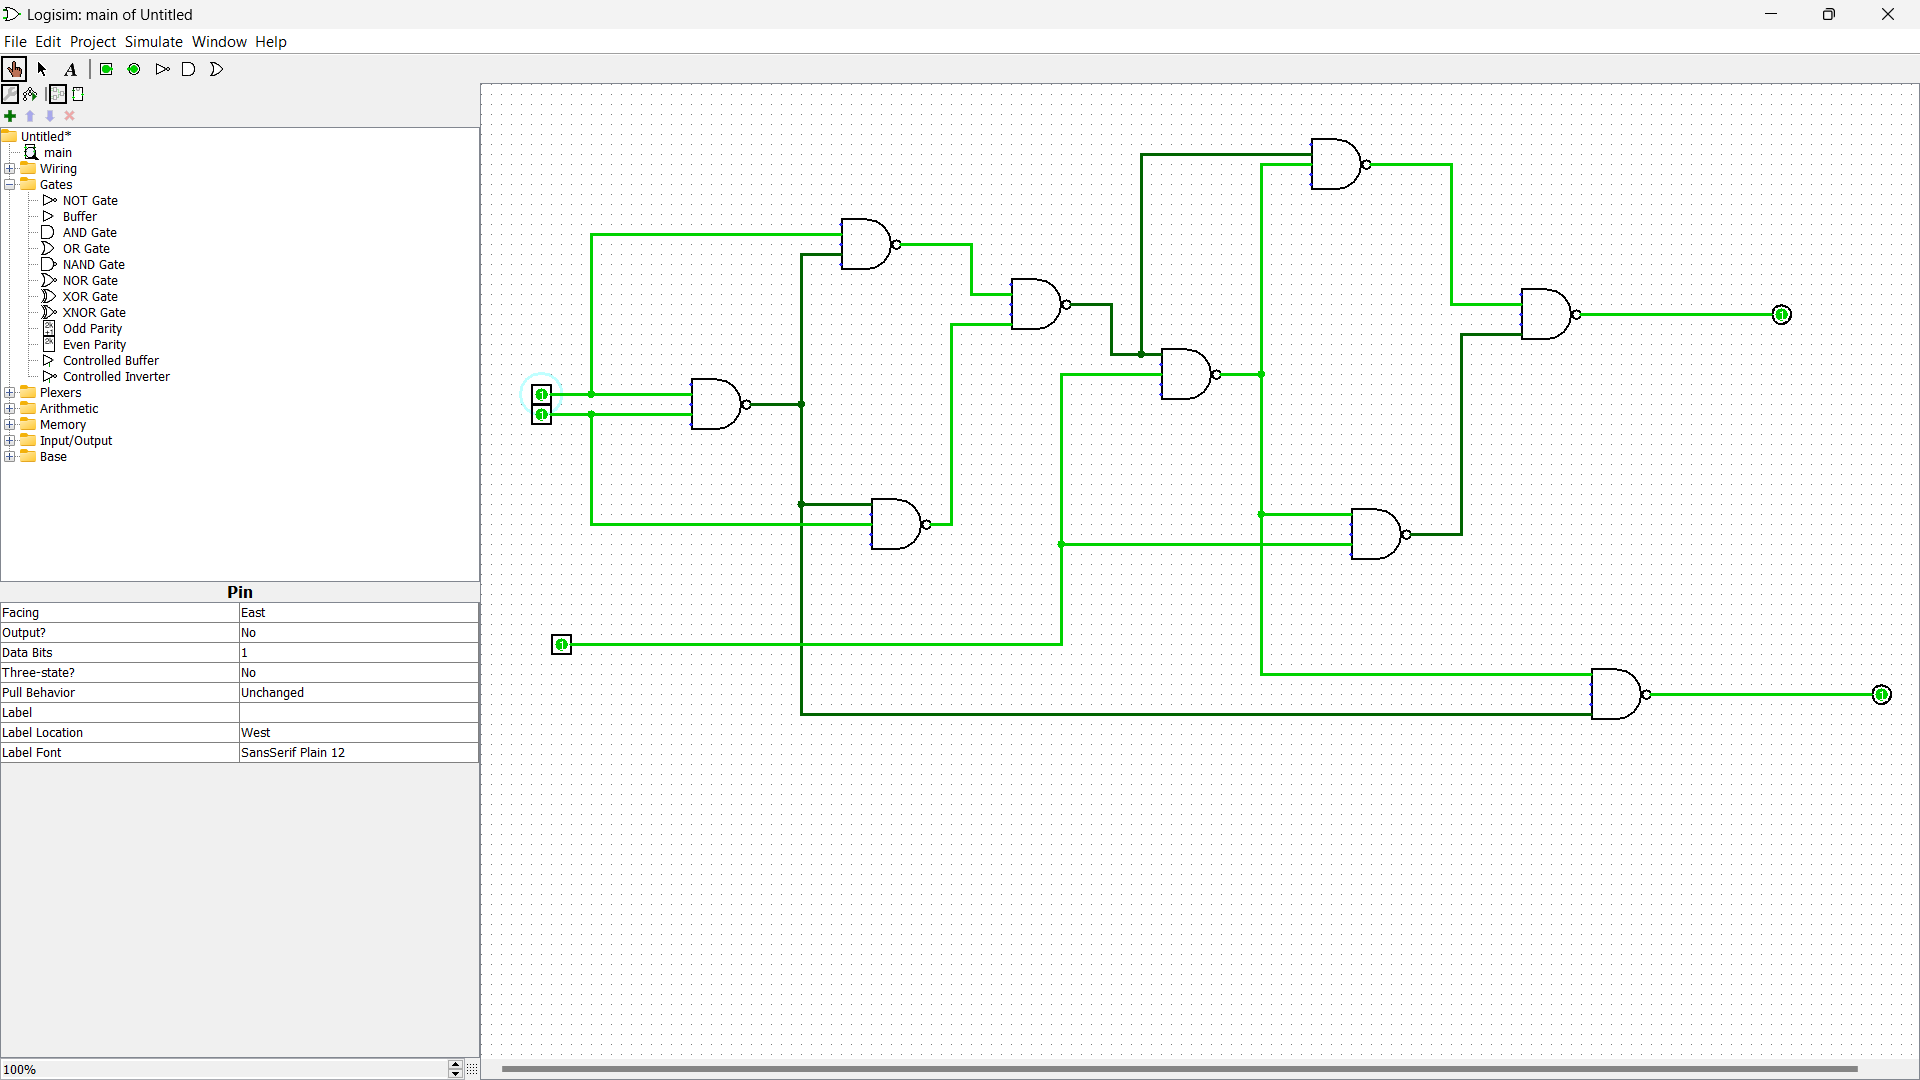 Logisim: main of Untitled
File Edit Project Simulate Window Help
A
Untitled*
main
Wiring
Gates
NOT Gate
Buffer
AND Gate
OR Gate
NAND Gate
NOR Gate
XOR Gate
XNOR Gate
Odd Parity
Even Parity
Controlled Buffer
Controlled Inverter
Plexers
Arithmetic
Memory
Input/Output
Base
Pin
Facing East
Output? No
Data Bits 1
Three-state? No
Pull Behavior Unchanged
Label
Label Location West
Label Font SansSerif Plain 12
100%
1
1
1
1
1